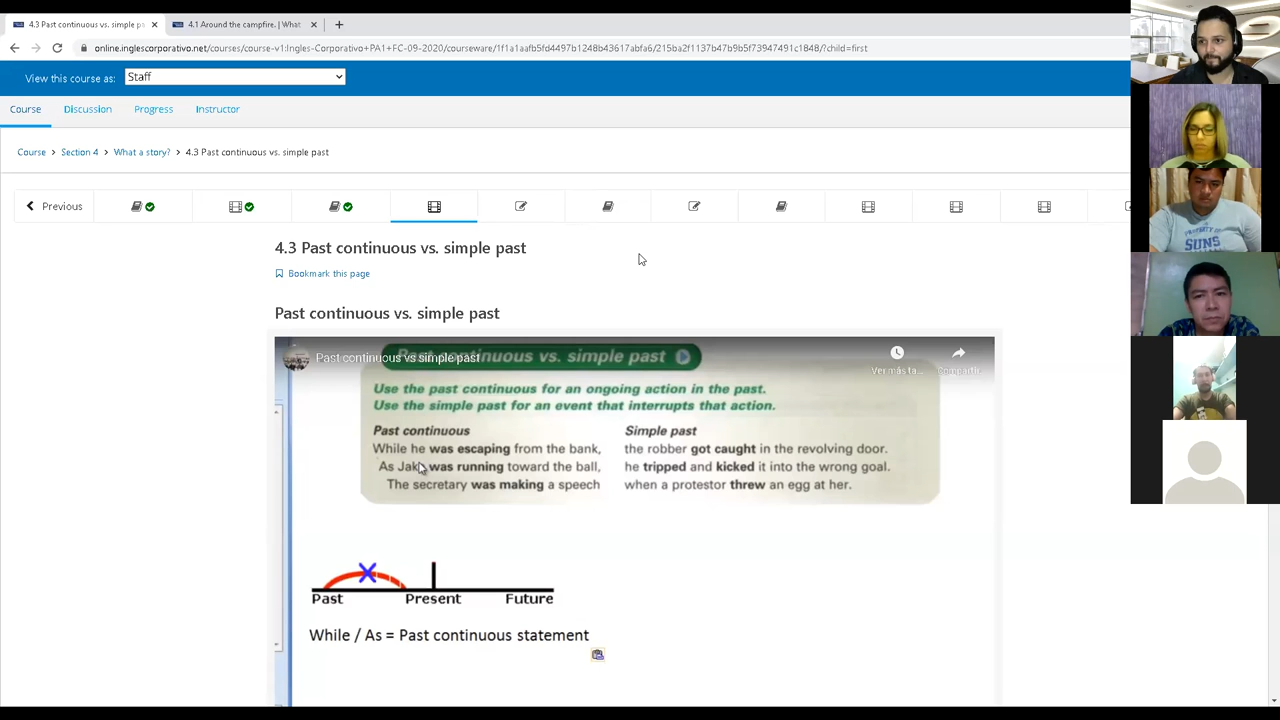 4.3 Past continuous vs. simple pa
4.1 Around the campfire. | What
online.inglescorporativo.net/courses/course-v1:Ingles-Corporativo+PA1+FC-09-2020/courseware/1f1a1aafb5fd4497b1248b43617abfa6/215ba2f1137b47b9b5f73947491c1848/?child=first
View this course as: Staff
Course Discussion Progress Instructor
Course > Section 4 > What a story? > 4.3 Past continuous vs. simple past
Previous
4.3 Past continuous vs. simple past
Bookmark this page
Past continuous vs. simple past
Past continuous vs simple past
continuous vs. simple past
Ver más ta...
Compartir
Use the past continuous for an ongoing action in the past.
Use the simple past for an event that interrupts that action.
Past continuous Simple past
While he was escaping from the bank, the robber got caught in the revolving door.
As Jake was running toward the ball, he tripped and kicked it into the wrong goal.
The secretary was making a speech when a protestor threw an egg at her.
Past Present Future
While / As = Past continuous statement
PROPERTY OF
SUNS